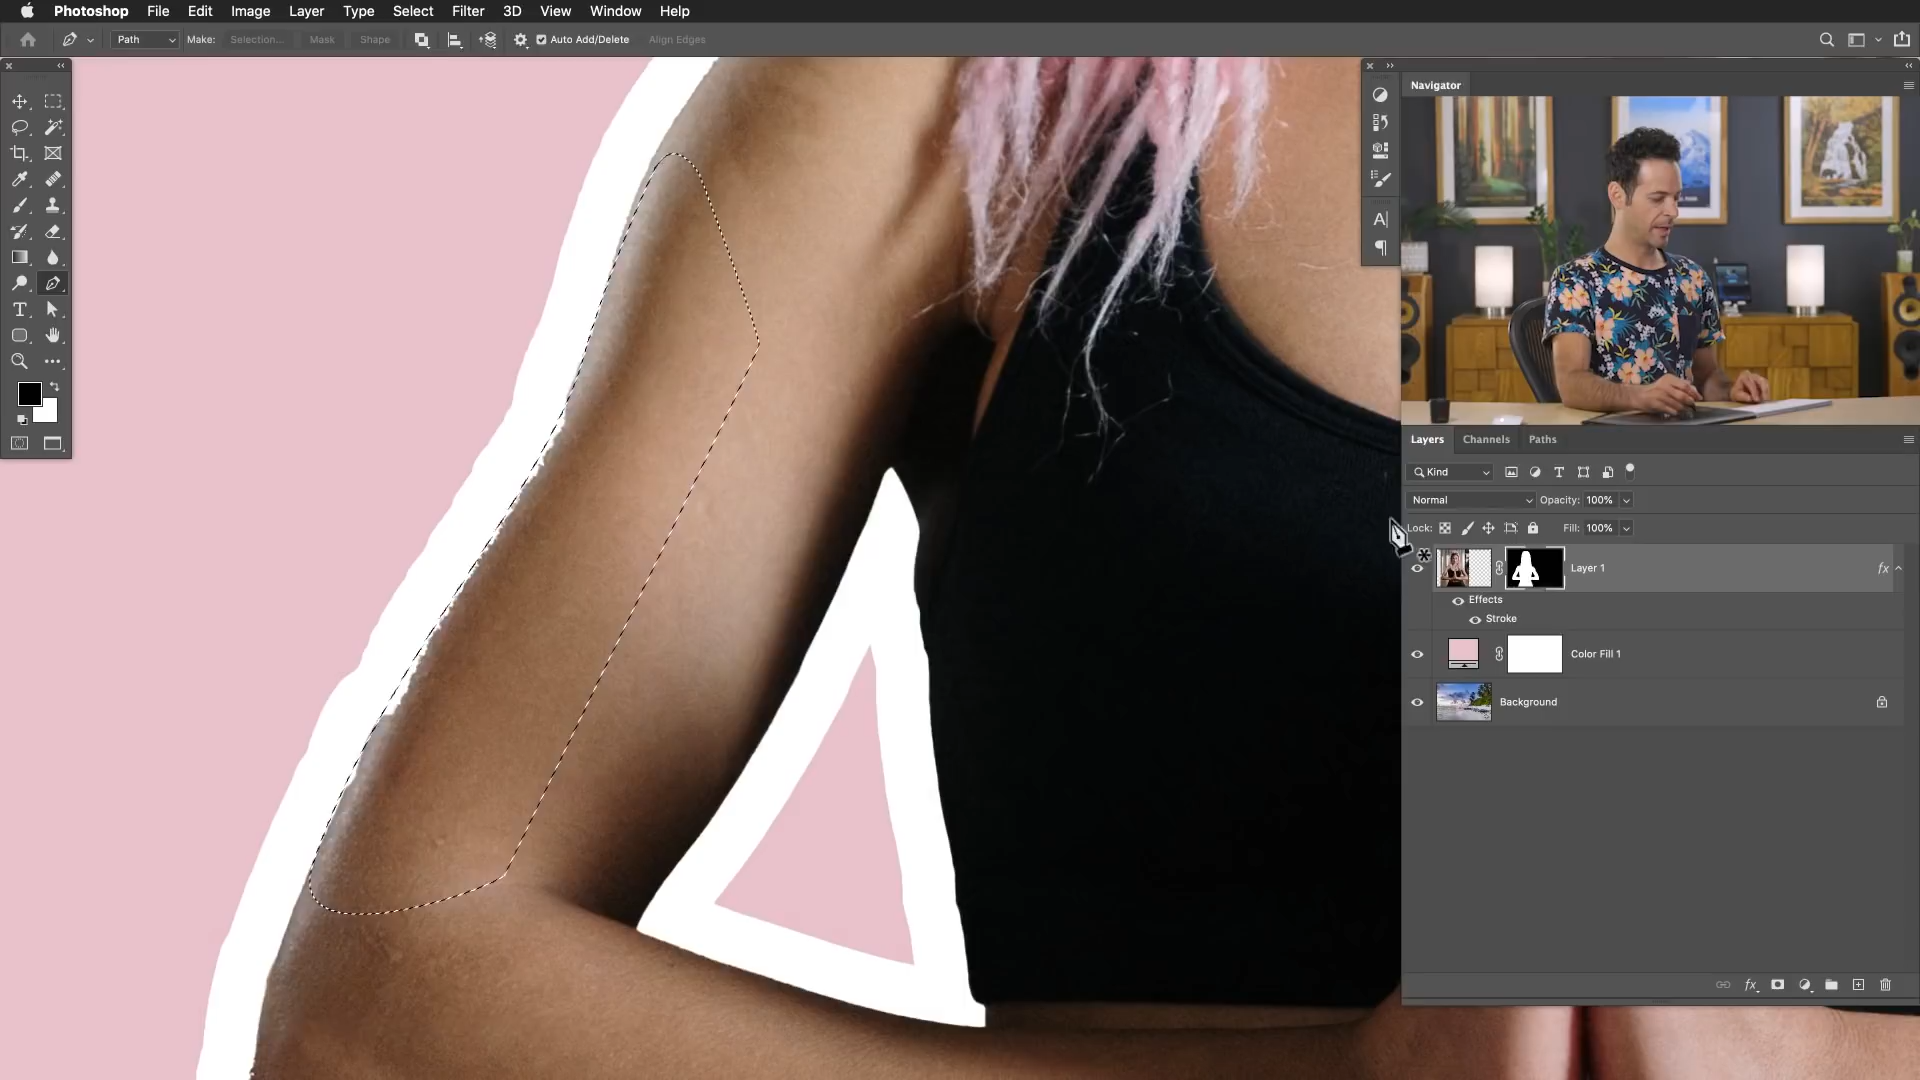 Photoshop File Edit Image Layer Type Select Filter 3D View Window Help
Path Make: Selection... Mask Shape Auto Add/Delete Align Edges
Navigator
Layers Channels Paths
Kind
Normal Opacity: 100%
Lock: Fill: 100%
Layer 1 fx
Effects
Stroke
Color Fill 1
Background
fx